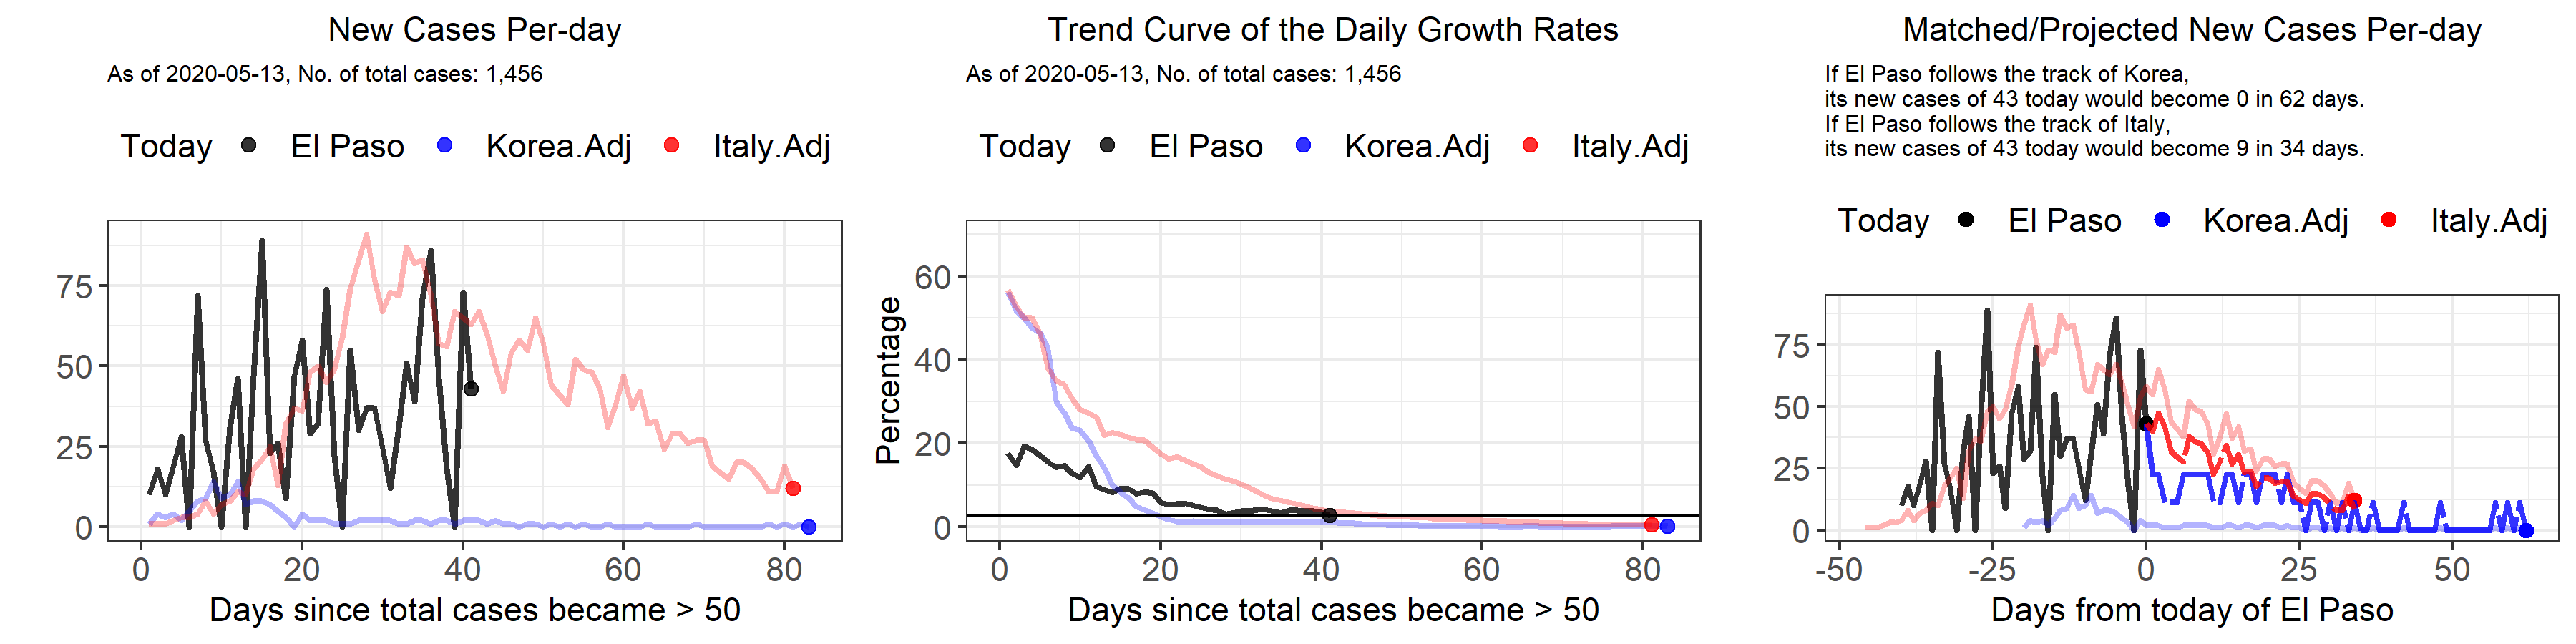 New Cases Per-day
As of 2020-05-13, No. of total cases: 1,456
Today El Paso Korea.Adj Italy.Adj
75
50
25
0
0 20 40 60 80
Days since total cases became > 50
Trend Curve of the Daily Growth Rates
As of 2020-05-13, No. of total cases: 1,456
Today El Paso Korea.Adj Italy.Adj
Percentage
60
40
20
0
0 20 40 60 80
Days since total cases became > 50
Matched/Projected New Cases Per-day
If El Paso follows the track of Korea,
its new cases of 43 today would become 0 in 62 days.
If El Paso follows the track of Italy,
its new cases of 43 today would become 9 in 34 days.
Today El Paso Korea.Adj Italy.Adj
75
50
25
0
-50 -25 0 25 50
Days from today of El Paso